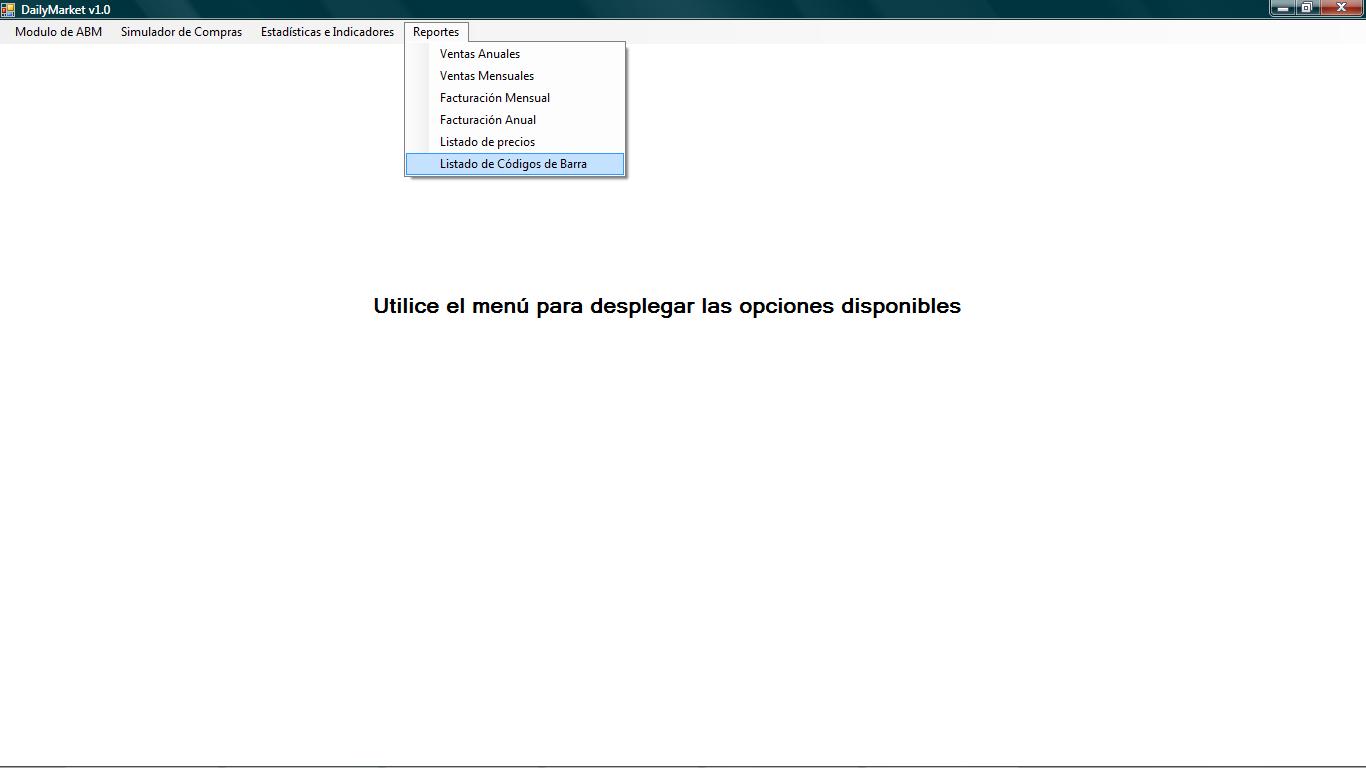 DailyMarket v1.0
Modulo de ABM Simulador de Compras Estadísticas e Indicadores Reportes
Ventas Anuales
Ventas Mensuales
Facturación Mensual
Facturación Anual
Listado de precios
Listado de Códigos de Barra
Utilice el menú para desplegar las opciones disponibles